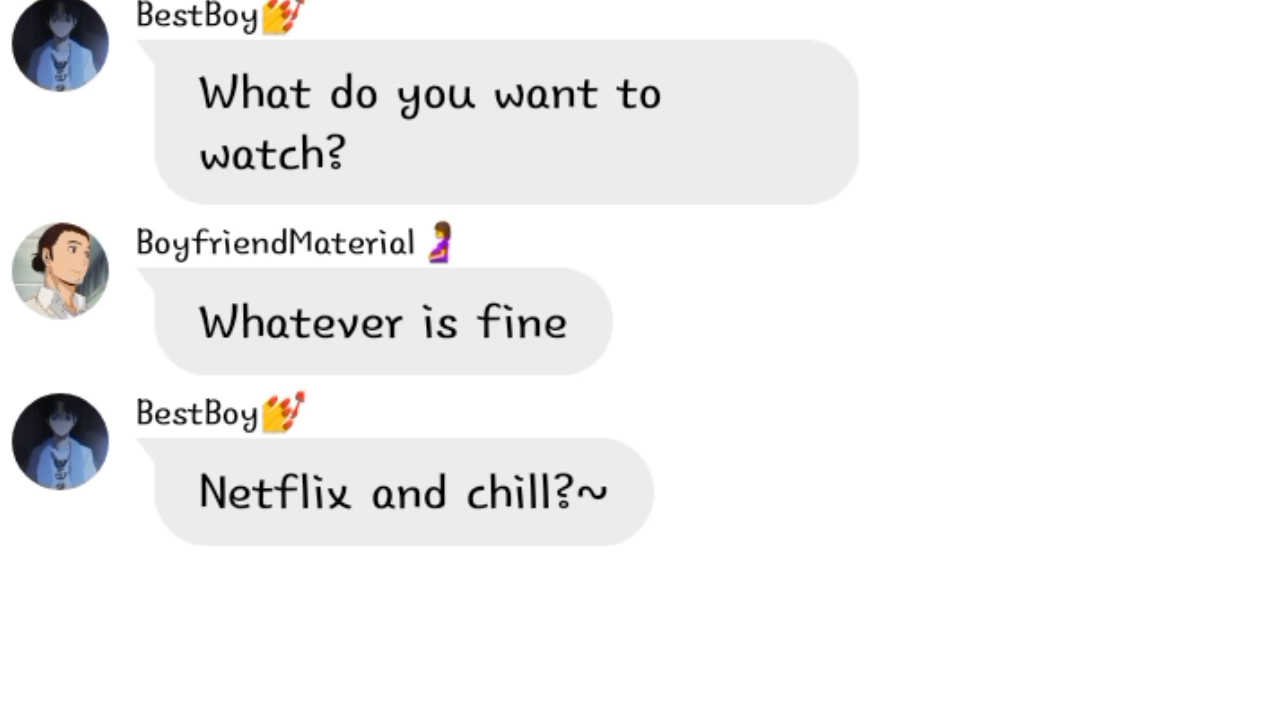 BestBoy💅
What do you want to
watch?
BoyfriendMaterial 🤰
Whatever is fine
BestBoy💅
Netflix and chill?~